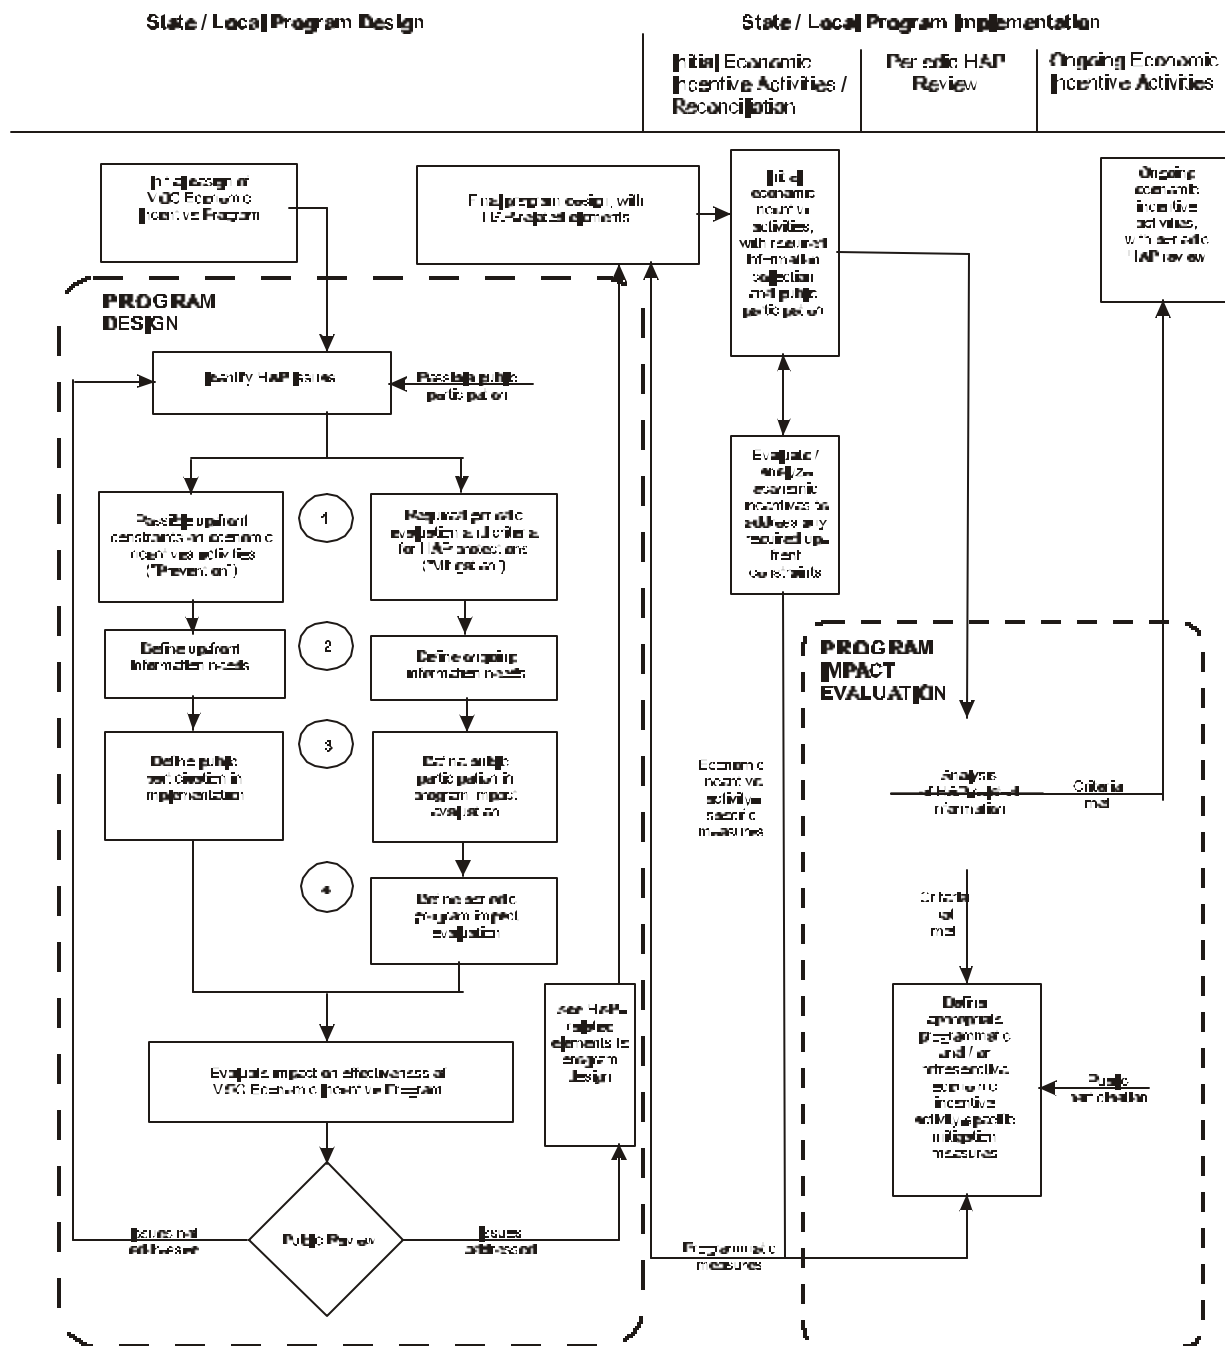 State / Local Program Design
State / Local Program Implementation
Initial Economic
Incentive Activities /
Reconciliation
Periodic HAP
Review
Ongoing Economic
Incentive Activities
Initial design of
VOC Economic
Incentive Program
Final program design, with
HAP-related elements
Initial
economic
incentive
activities,
with required
information
collection
and public
participation
Ongoing
economic
incentive
activities,
with periodic
HAP review
PROGRAM
DESIGN
Identify HAP Issues
Possible public
participation
Possible upfront
constraints on economic
incentives activities
("Prevention")
1
Required periodic
evaluation and criteria
for HAP protections
("Mitigation")
Evaluate /
analyze
economic
incentives to
address any
required up-
front
constraints
Define upfront
information needs
2
Define ongoing
information needs
PROGRAM
IMPACT
EVALUATION
Define public
participation in
implementation
3
Define public
participation in
program impact
evaluation
Economic
incentive
activity-
specific
measures
Analysis
of HAP-related
information
Criteria
met
4
Define periodic
program impact
evaluation
Criteria
not
met
HAP-
related
elements to
program
design
Define
appropriate
programmatic
and / or
economic
incentive
activity-specific
mitigation
measures
Public
participation
Evaluate impact on effectiveness of
VOC Economic Incentive Program
Issues not
addressed
Public Review
Issues
addressed
Programmatic
measures